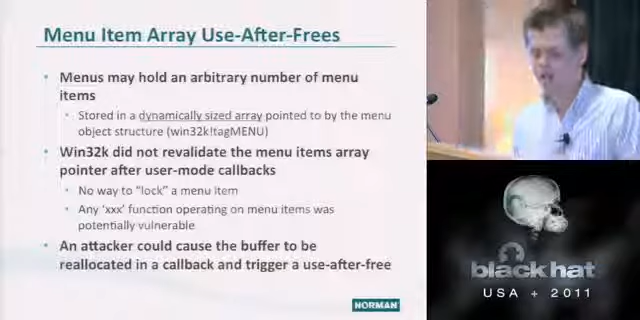 Menu Item Array Use-After-Frees
• Menus may hold an arbitrary number of menu
items
• Stored in a dynamically sized array pointed to by the menu
object structure (win32k!tagMENU)
• Win32k did not revalidate the menu items array
pointer after user-mode callbacks
• No way to “lock” a menu item
• Any ‘xxx’ function operating on menu items was
potentially vulnerable
• An attacker could cause the buffer to be
reallocated in a callback and trigger a use-after-free
NORMAN
black hat
USA + 2011